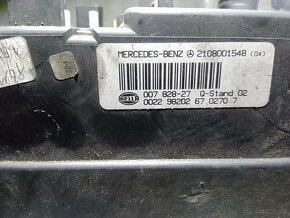 MERCEDES-BENZ 2108001548 (04)
007 828-27 Q-Stand 02
HELLA
0022 98202 67 0270 7